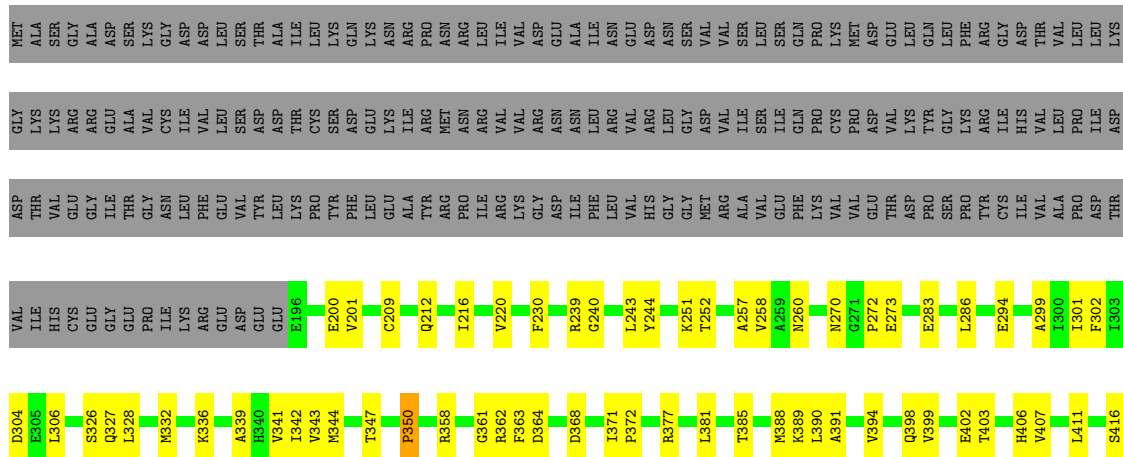 MET ALA SER GLY ALA ASP SER LYS GLY ASP ASP LEU SER THR ALA ILE LEU LYS GLN LYS ASN ARG PRO ASN ARG LEU ILE VAL ASP GLU ALA ILE ASN GLU ASP ASN SER VAL VAL SER LEU SER GLN PRO LYS MET ASP GLU LEU GLN LEU PHE ARG GLY ASP THR VAL LEU LEU LYS
GLY LYS LYS ARG ARG GLU ALA VAL CYS ILE VAL LEU SER ASP ASP THR CYS SER ASP GLU LYS ILE ARG MET ASN ARG VAL VAL ARG ASN ASN LEU ARG VAL ARG LEU GLY ASP VAL ILE SER ILE GLN PRO CYS PRO ASP VAL LYS TYR GLY LYS ARG ILE HIS VAL LEU PRO ILE ASP
ASP THR VAL GLU GLY ILE THR GLY ASN LEU PHE GLU VAL TYR LEU LYS PRO TYR PHE LEU GLU ALA TYR ARG PRO ILE ARG LYS GLY ASP ILE PHE LEU VAL HIS GLY GLY MET ARG ALA VAL GLU PHE LYS VAL VAL GLU THR ASP PRO SER PRO TYR CYS ILE VAL ALA PRO ASP THR
VAL ILE HIS CYS GLU GLY GLU PRO ILE LYS ARG GLU ASP GLU GLU E196 E200 V201 C209 Q212 I216 V220 F230 R239 G240 L243 Y244 K251 T252 A257 V258 A259 N260 N270 G271 P272 E273 E283 L286 E294 A299 I300 I301 F302 I303
D304 E305 L306 S326 Q327 L328 M332 K336 A339 H340 V341 I342 V343 M344 T347 P350 R358 G361 R362 F363 D364 D368 I371 P372 R377 L381 T385 M388 K389 L390 A391 V394 Q398 V399 E402 T403 H406 V407 L411 S416